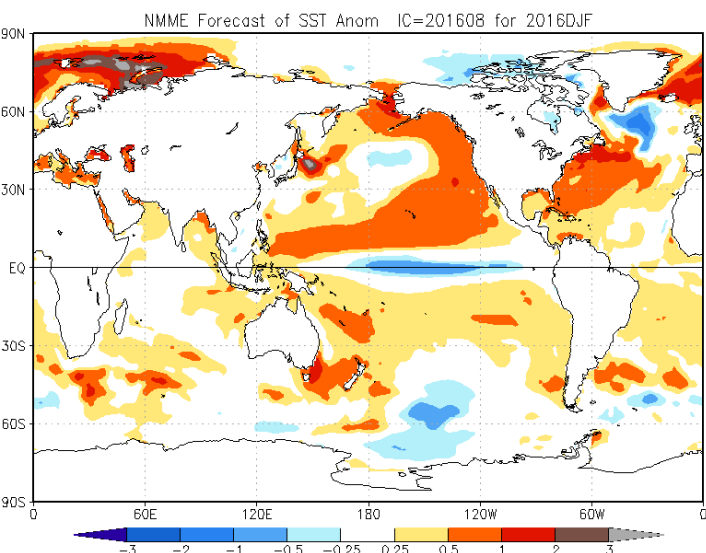 NMME Forecast of SST Anom IC=201608 for 2016DJF
90N
60N
30N
EQ
30S
60S
90S
0 60E 120E 180 120W 60W 0
-3 -2 -1 -0.5 -0.25 0.25 0.5 1 2 3